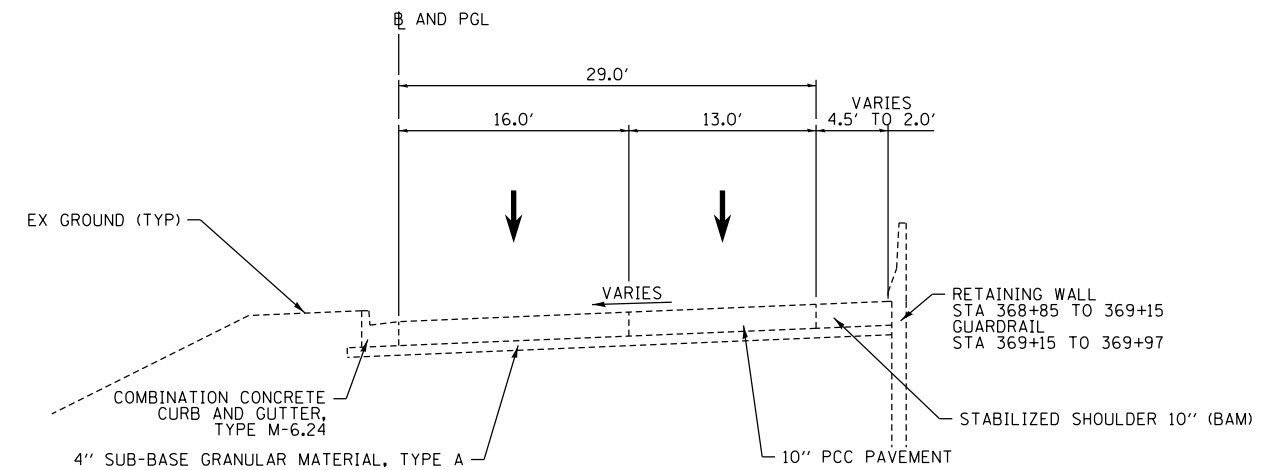 ℄ AND PGL
29.0'
VARIES
16.0'
13.0'
4.5' TO 2.0'
EX GROUND (TYP)
VARIES
RETAINING WALL
STA 368+85 TO 369+15
GUARDRAIL
STA 369+15 TO 369+97
COMBINATION CONCRETE
CURB AND GUTTER,
TYPE M-6.24
STABILIZED SHOULDER 10'' (BAM)
4'' SUB-BASE GRANULAR MATERIAL, TYPE A
10'' PCC PAVEMENT